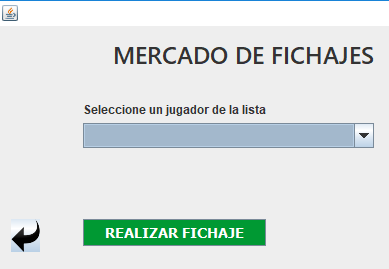 MERCADO DE FICHAJES
Seleccione un jugador de la lista
REALIZAR FICHAJE